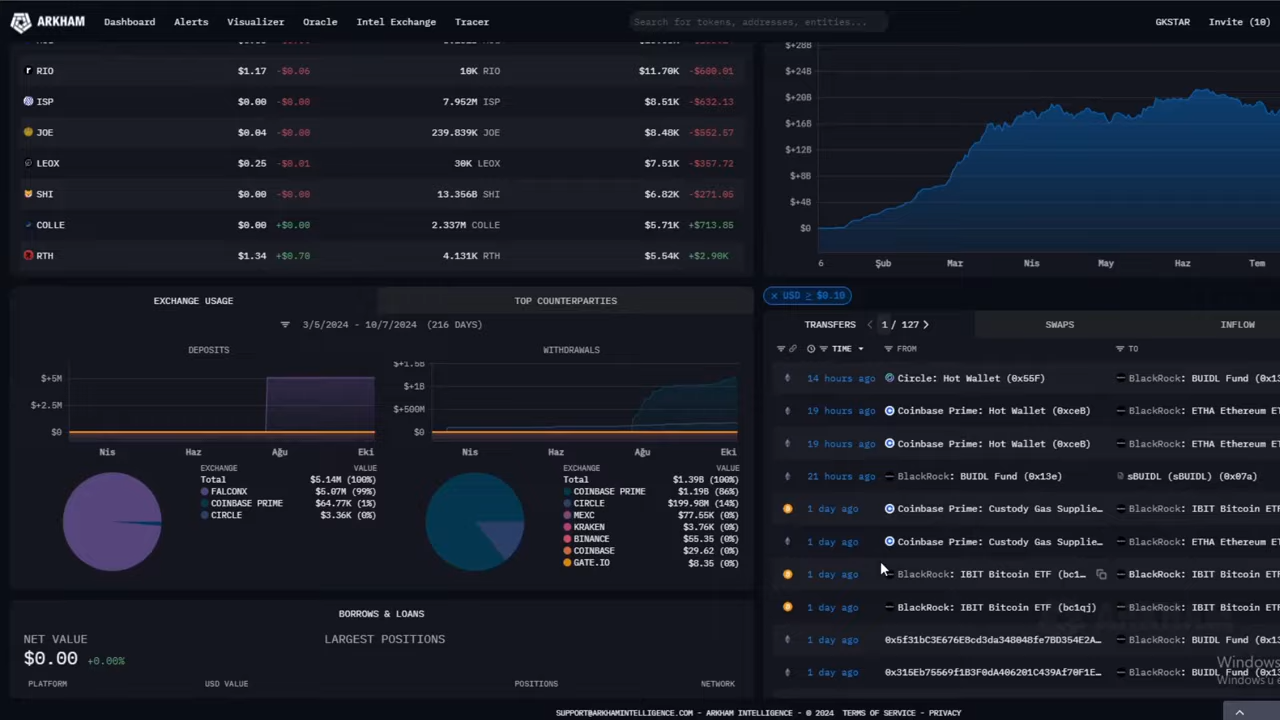 ARKHAM Dashboard Alerts Visualizer Oracle Intel Exchange Tracer Search for tokens, addresses, entities... GKSTAR Invite (10)
RIO $1.17 -$0.06 10K RIO $11.70K -$600.01
ISP $0.00 -$0.00 7.952M ISP $8.51K -$632.13
JOE $0.04 -$0.00 239.839K JOE $8.48K -$552.57
LEOX $0.25 -$0.01 30K LEOX $7.51K -$357.72
SHI $0.00 -$0.00 13.356B SHI $6.82K -$271.05
COLLE $0.00 +$0.00 2.337M COLLE $5.71K +$713.85
RTH $1.34 +$0.70 4.131K RTH $5.54K +$2.90K
$+28B
$+24B
$+20B
$+16B
$+12B
$+8B
$+4B
$0
6 Şub Mar Nis May Haz Tem
EXCHANGE USAGE TOP COUNTERPARTIES
3/5/2024 - 10/7/2024 (216 DAYS)
DEPOSITS
$+5M
$+2.5M
$0
Nis Haz Ağu Eki
EXCHANGE VALUE
Total $5.14M (100%)
FALCONX $5.07M (99%)
COINBASE PRIME $64.77K (1%)
CIRCLE $3.36K (0%)
WITHDRAWALS
$+1.5B
$+1B
$+500M
$0
Nis Haz Ağu Eki
EXCHANGE VALUE
Total $1.39B (100%)
COINBASE PRIME $1.19B (86%)
CIRCLE $199.98M (14%)
MEXC $77.55K (0%)
KRAKEN $3.76K (0%)
BINANCE $55.35 (0%)
COINBASE $29.62 (0%)
GATE.IO $8.35 (0%)
BORROWS & LOANS
NET VALUE LARGEST POSITIONS
$0.00 +0.00%
PLATFORM USD VALUE POSITIONS NETWORK
× USD ≥ $0.10
TRANSFERS 1 / 127 SWAPS INFLOW
TIME FROM TO
14 hours ago Circle: Hot Wallet (0x55F) BlackRock: BUIDL Fund (0x13
19 hours ago Coinbase Prime: Hot Wallet (0xceB) BlackRock: ETHA Ethereum ET
19 hours ago Coinbase Prime: Hot Wallet (0xceB) BlackRock: ETHA Ethereum ET
21 hours ago BlackRock: BUIDL Fund (0x13e) sBUIDL (sBUIDL) (0x07a)
1 day ago Coinbase Prime: Custody Gas Supplie… BlackRock: IBIT Bitcoin ETF
1 day ago Coinbase Prime: Custody Gas Supplie… BlackRock: ETHA Ethereum ET
1 day ago BlackRock: IBIT Bitcoin ETF (bc1… BlackRock: IBIT Bitcoin ETF
1 day ago BlackRock: IBIT Bitcoin ETF (bc1qj) BlackRock: IBIT Bitcoin ETF
1 day ago 0x5f31bC3E676E8cd3da348048fe7BD354E2A… BlackRock: BUIDL Fund (0x13
1 day ago 0x315Eb75569f1B3F0dA406201C439Af70F1E… BlackRock: BUIDL Fund (0x13
Windows
Windows'u e
SUPPORT@ARKHAMINTELLIGENCE.COM - ARKHAM INTELLIGENCE - © 2024 TERMS OF SERVICE - PRIVACY